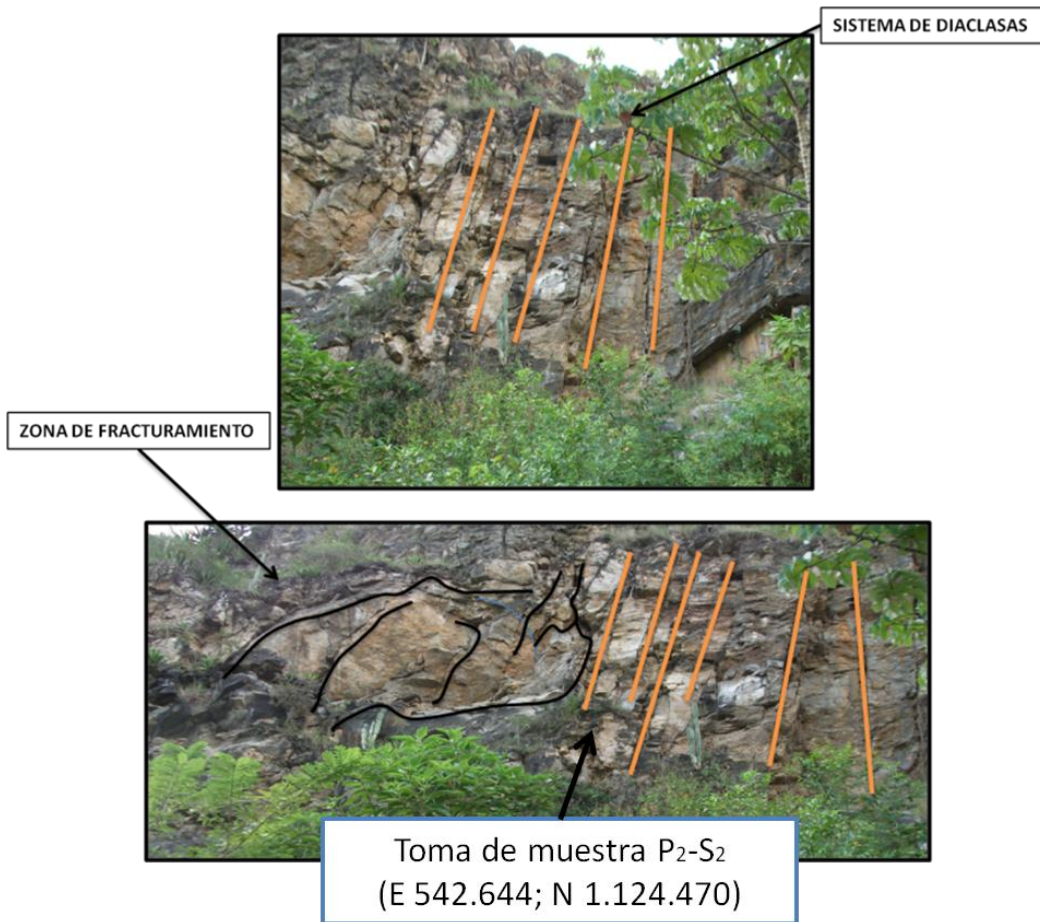 SISTEMA DE DIACLASAS
ZONA DE FRACTURAMIENTO
Toma de muestra P₂-S₂
(E 542.644; N 1.124.470)